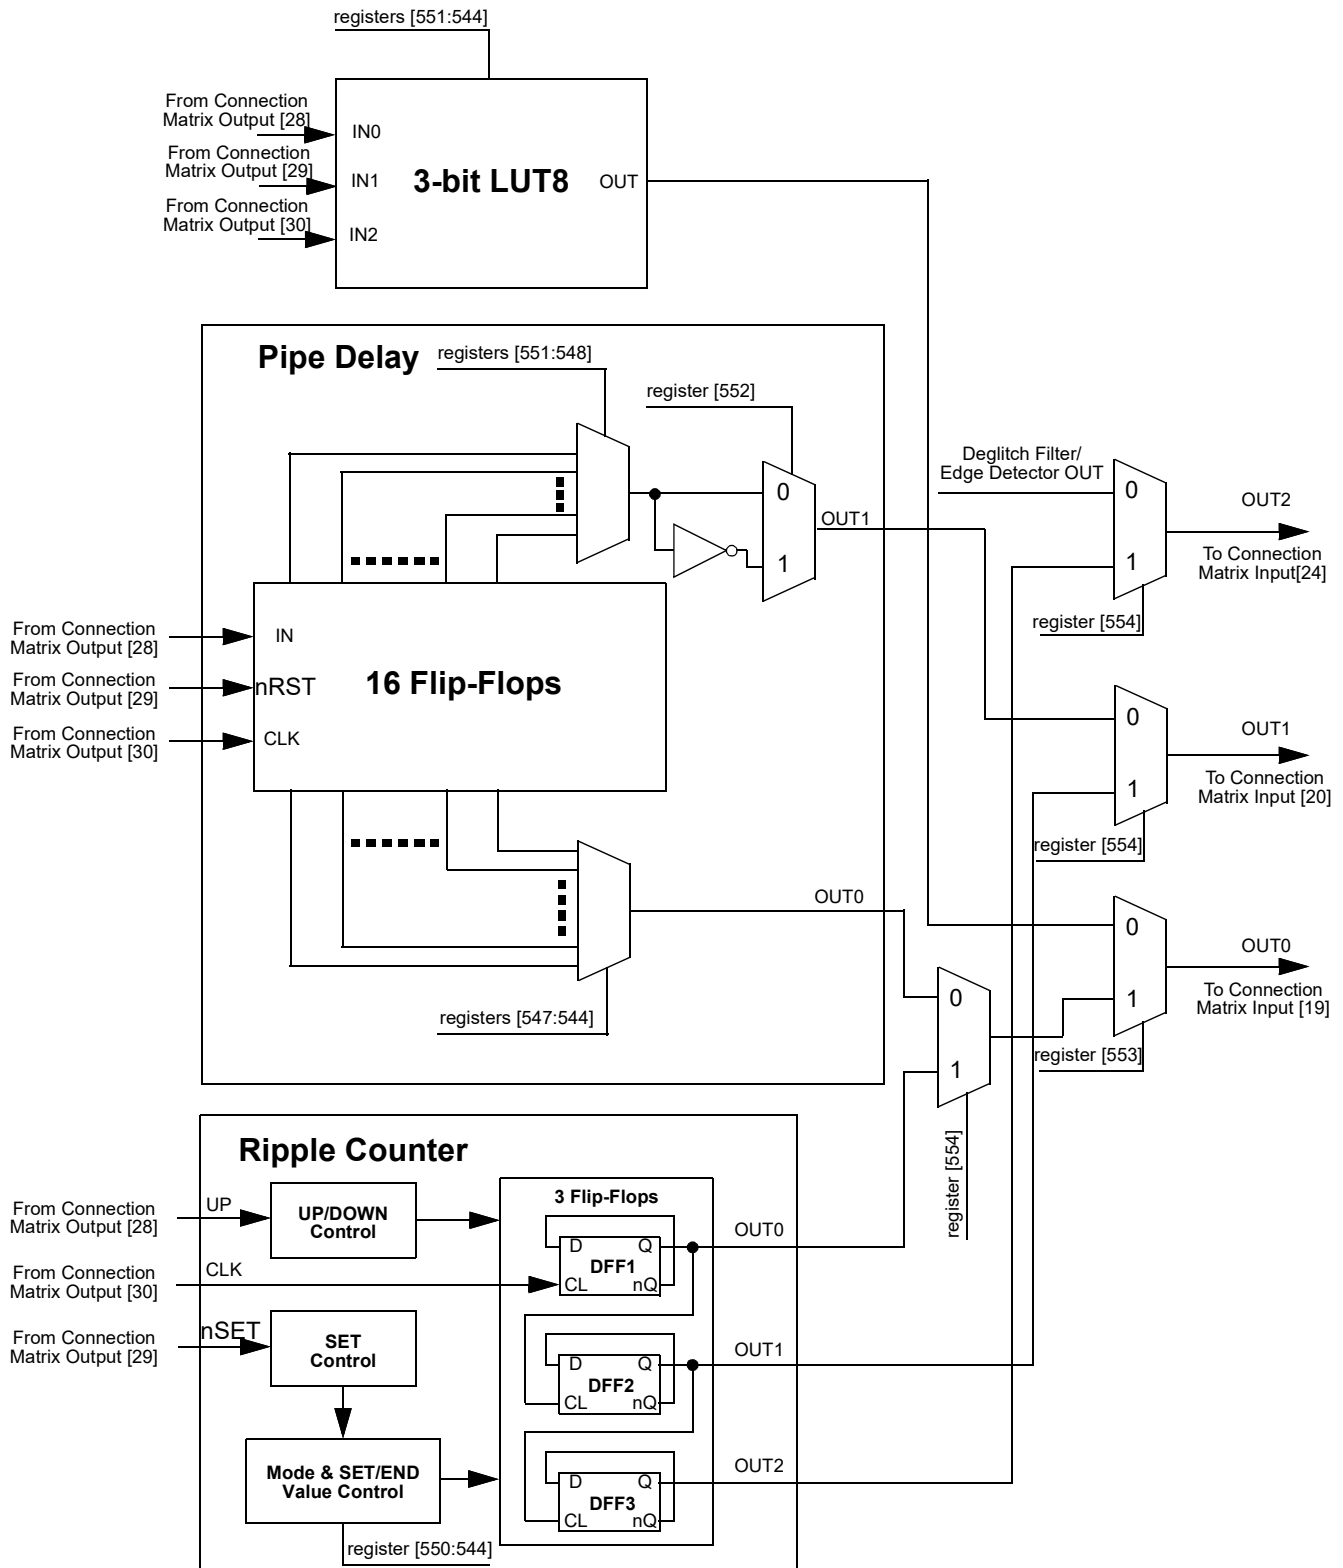 registers [551:544]
From Connection
Matrix Output [28]
IN0
From Connection
Matrix Output [29]
IN1
3-bit LUT8
OUT
From Connection
Matrix Output [30]
IN2
Pipe Delay
registers [551:548]
register [552]
0
1
OUT1
Deglitch Filter/
Edge Detector OUT
0
1
OUT2
To Connection
Matrix Input[24]
register [554]
From Connection
Matrix Output [28]
IN
From Connection
Matrix Output [29]
nRST
16 Flip-Flops
From Connection
Matrix Output [30]
CLK
0
1
OUT1
To Connection
Matrix Input [20]
register [554]
OUT0
registers [547:544]
0
1
register [554]
0
1
OUT0
To Connection
Matrix Input [19]
register [553]
Ripple Counter
From Connection
Matrix Output [28]
UP
UP/DOWN
Control
3 Flip-Flops
D
Q
DFF1
CL
nQ
OUT0
From Connection
Matrix Output [30]
CLK
From Connection
Matrix Output [29]
nSET
SET
Control
D
Q
DFF2
CL
nQ
OUT1
Mode & SET/END
Value Control
D
Q
DFF3
CL
nQ
OUT2
register [550:544]